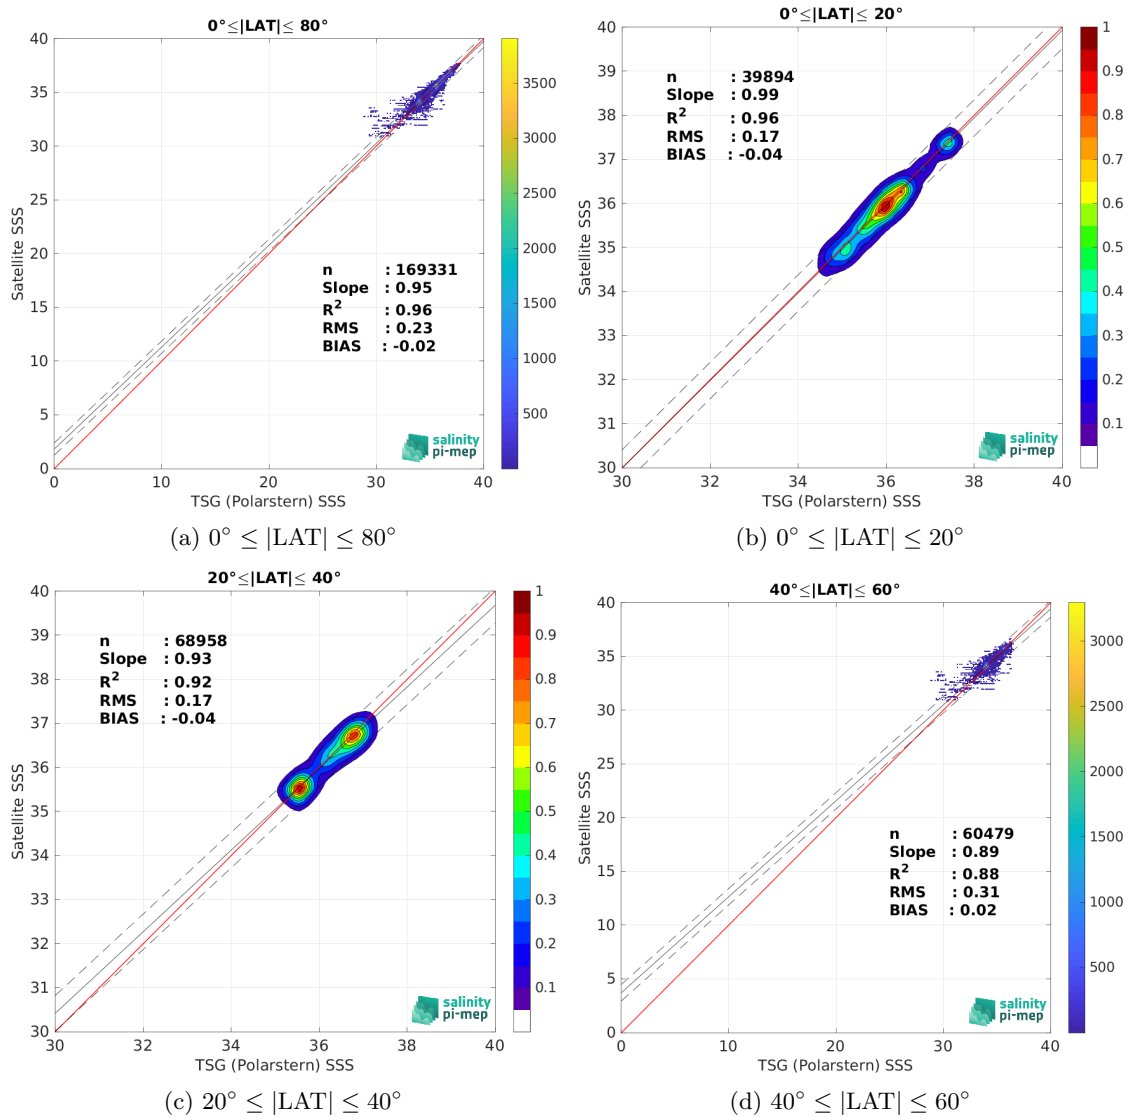 0°≤|LAT|≤ 80°
40
35
30
25
20
15
10
5
0
0
10
20
30
40
Satellite SSS
TSG (Polarstern) SSS
n : 169331
Slope : 0.95
R² : 0.96
RMS : 0.23
BIAS : -0.02
3500
3000
2500
2000
1500
1000
500
salinity
pi-mep
(a) 0° ≤ |LAT| ≤ 80°
0°≤|LAT|≤ 20°
40
39
38
37
36
35
34
33
32
31
30
30
32
34
36
38
40
Satellite SSS
TSG (Polarstern) SSS
n : 39894
Slope : 0.99
R² : 0.96
RMS : 0.17
BIAS : -0.04
1
0.9
0.8
0.7
0.6
0.5
0.4
0.3
0.2
0.1
salinity
pi-mep
(b) 0° ≤ |LAT| ≤ 20°
20°≤|LAT|≤ 40°
40
39
38
37
36
35
34
33
32
31
30
30
32
34
36
38
40
Satellite SSS
TSG (Polarstern) SSS
n : 68958
Slope : 0.93
R² : 0.92
RMS : 0.17
BIAS : -0.04
1
0.9
0.8
0.7
0.6
0.5
0.4
0.3
0.2
0.1
salinity
pi-mep
(c) 20° ≤ |LAT| ≤ 40°
40°≤|LAT|≤ 60°
40
35
30
25
20
15
10
5
0
0
10
20
30
40
Satellite SSS
TSG (Polarstern) SSS
n : 60479
Slope : 0.89
R² : 0.88
RMS : 0.31
BIAS : 0.02
3000
2500
2000
1500
1000
500
salinity
pi-mep
(d) 40° ≤ |LAT| ≤ 60°